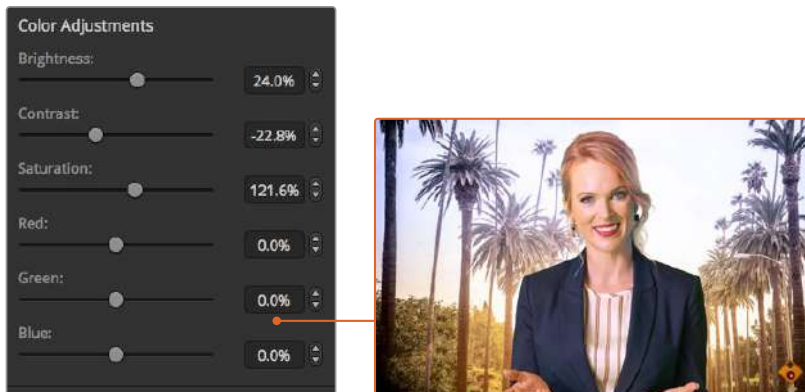 Color Adjustments
Brightness:
24.0%
Contrast:
-22.8%
Saturation:
121.6%
Red:
0.0%
Green:
0.0%
Blue:
0.0%